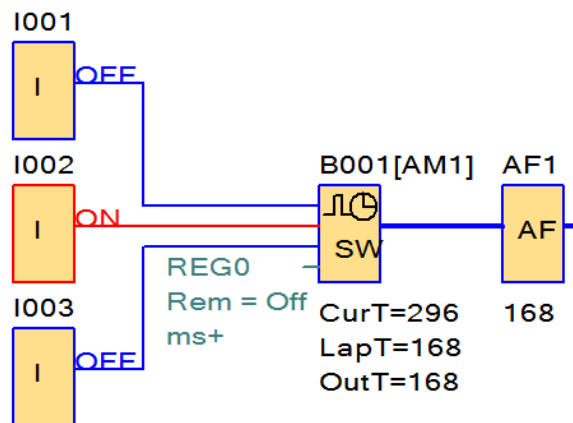 I001
I
OFF
I002
I
ON
I003
I
OFF
B001[AM1]
SW
REG0
Rem = Off
ms+
CurT=296
LapT=168
OutT=168
AF1
AF
168